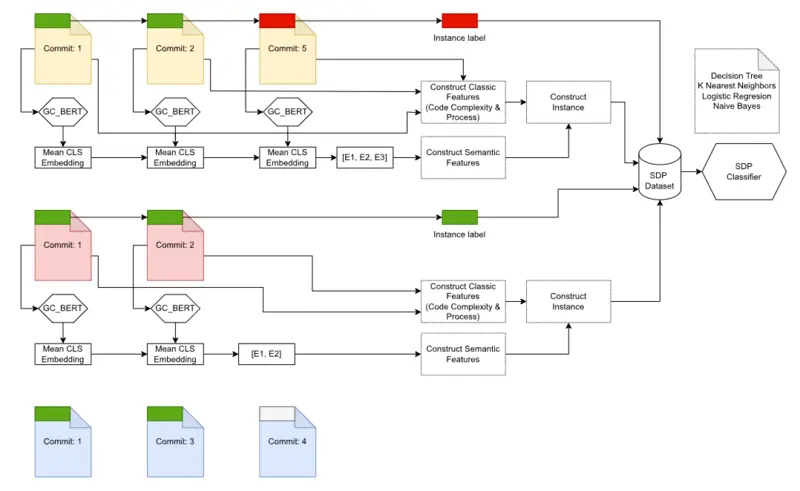 Commit: 1
Commit: 2
Commit: 5
Instance label
GC_BERT
GC_BERT
GC_BERT
Construct Classic
Features
(Code Complexity &
Process)
Construct
Instance
Decision Tree
K Nearest Neighbors
Logistic Regresion
Naive Bayes
Mean CLS
Embedding
Mean CLS
Embedding
Mean CLS
Embedding
[E1, E2, E3]
Construct Semantic
Features
SDP
Dataset
SDP
Classifier
Commit: 1
Commit: 2
Instance label
GC_BERT
GC_BERT
Construct Classic
Features
(Code Complexity &
Process)
Construct
Instance
Mean CLS
Embedding
Mean CLS
Embedding
[E1, E2]
Construct Semantic
Features
Commit: 1
Commit: 3
Commit: 4